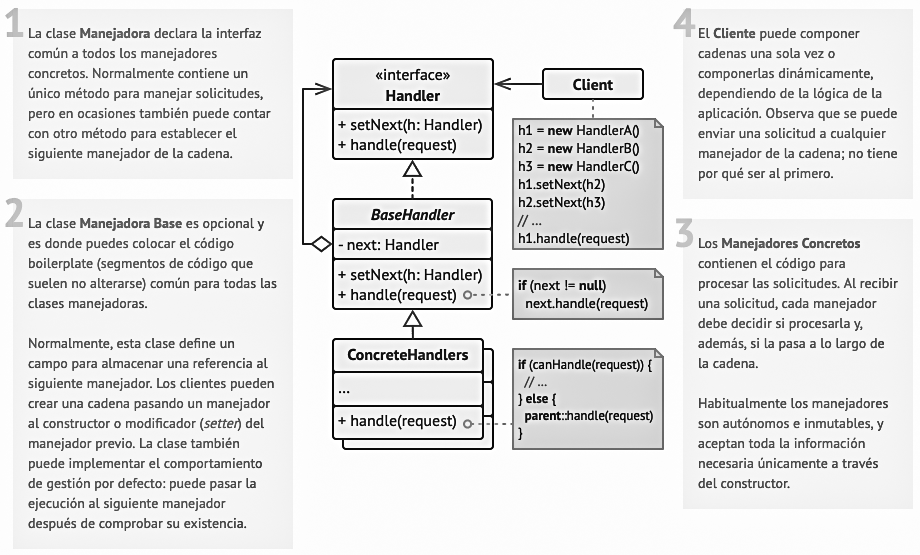 1
La clase Manejadora declara la interfaz
común a todos los manejadores
concretos. Normalmente contiene un
único método para manejar solicitudes,
pero en ocasiones también puede contar
con otro método para establecer el
siguiente manejador de la cadena.
2
La clase Manejadora Base es opcional y
es donde puedes colocar el código
boilerplate (segmentos de código que
suelen no alterarse) común para todas las
clases manejadoras.
Normalmente, esta clase define un
campo para almacenar una referencia al
siguiente manejador. Los clientes pueden
crear una cadena pasando un manejador
al constructor o modificador (setter) del
manejador previo. La clase también
puede implementar el comportamiento
de gestión por defecto: puede pasar la
ejecución al siguiente manejador
después de comprobar su existencia.
«interface»
Handler
+ setNext(h: Handler)
+ handle(request)
BaseHandler
- next: Handler
+ setNext(h: Handler)
+ handle(request)
ConcreteHandlers
...
+ handle(request)
Client
h1 = new HandlerA()
h2 = new HandlerB()
h3 = new HandlerC()
h1.setNext(h2)
h2.setNext(h3)
// ...
h1.handle(request)
if (next != null)
next.handle(request)
if (canHandle(request)) {
// ...
} else {
parent::handle(request)
}
4
El Cliente puede componer
cadenas una sola vez o
componerlas dinámicamente,
dependiendo de la lógica de la
aplicación. Observa que se puede
enviar una solicitud a cualquier
manejador de la cadena; no tiene
por qué ser al primero.
3
Los Manejadores Concretos
contienen el código para
procesar las solicitudes. Al recibir
una solicitud, cada manejador
debe decidir si procesarla y,
además, si la pasa a lo largo de
la cadena.
Habitualmente los manejadores
son autónomos e inmutables, y
aceptan toda la información
necesaria únicamente a través
del constructor.